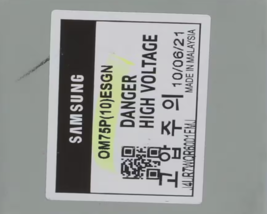 SAMSUNG
OM75P(10)ESGN
DANGER
HIGH VOLTAGE
고압주의
10/06/21
MADE IN MALAYSIA